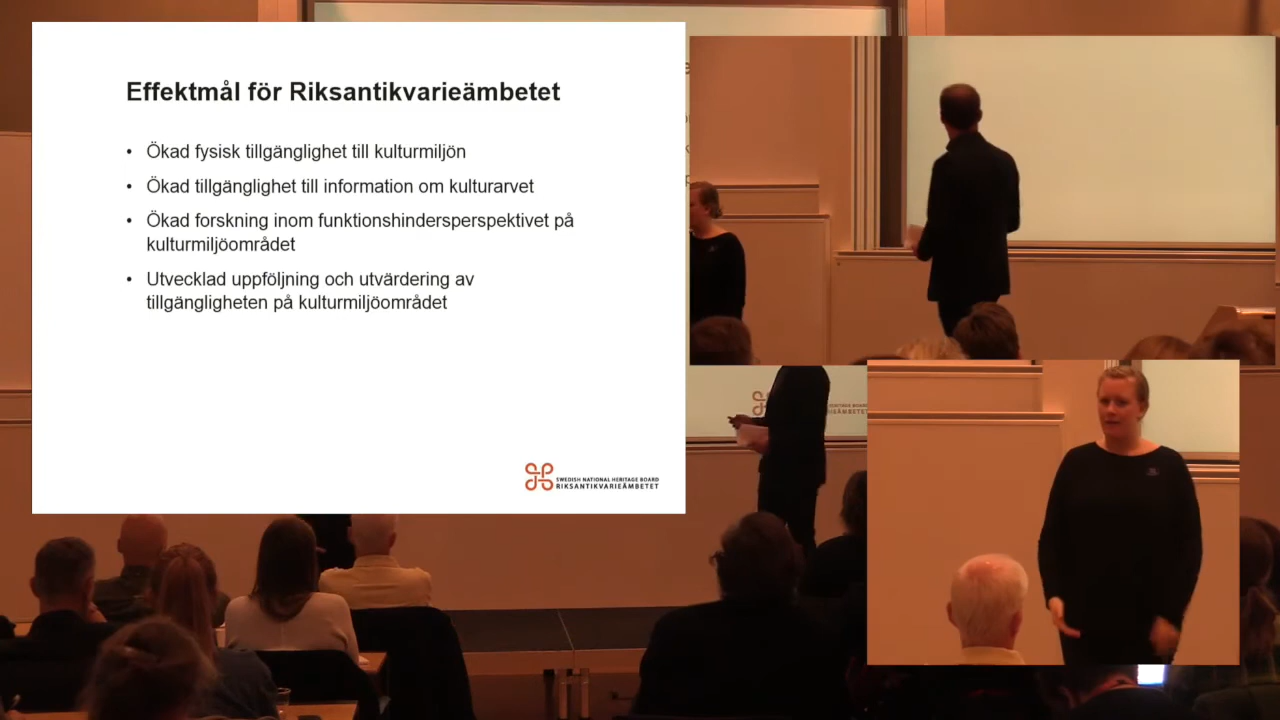 Effektmål för Riksantikvarieämbetet
• Ökad fysisk tillgänglighet till kulturmiljön
• Ökad tillgänglighet till information om kulturarvet
• Ökad forskning inom funktionshindersperspektivet på
kulturmiljöområdet
• Utvecklad uppföljning och utvärdering av
tillgängligheten på kulturmiljöområdet
SWEDISH NATIONAL HERITAGE BOARD
RIKSANTIKVARIEÄMBETET